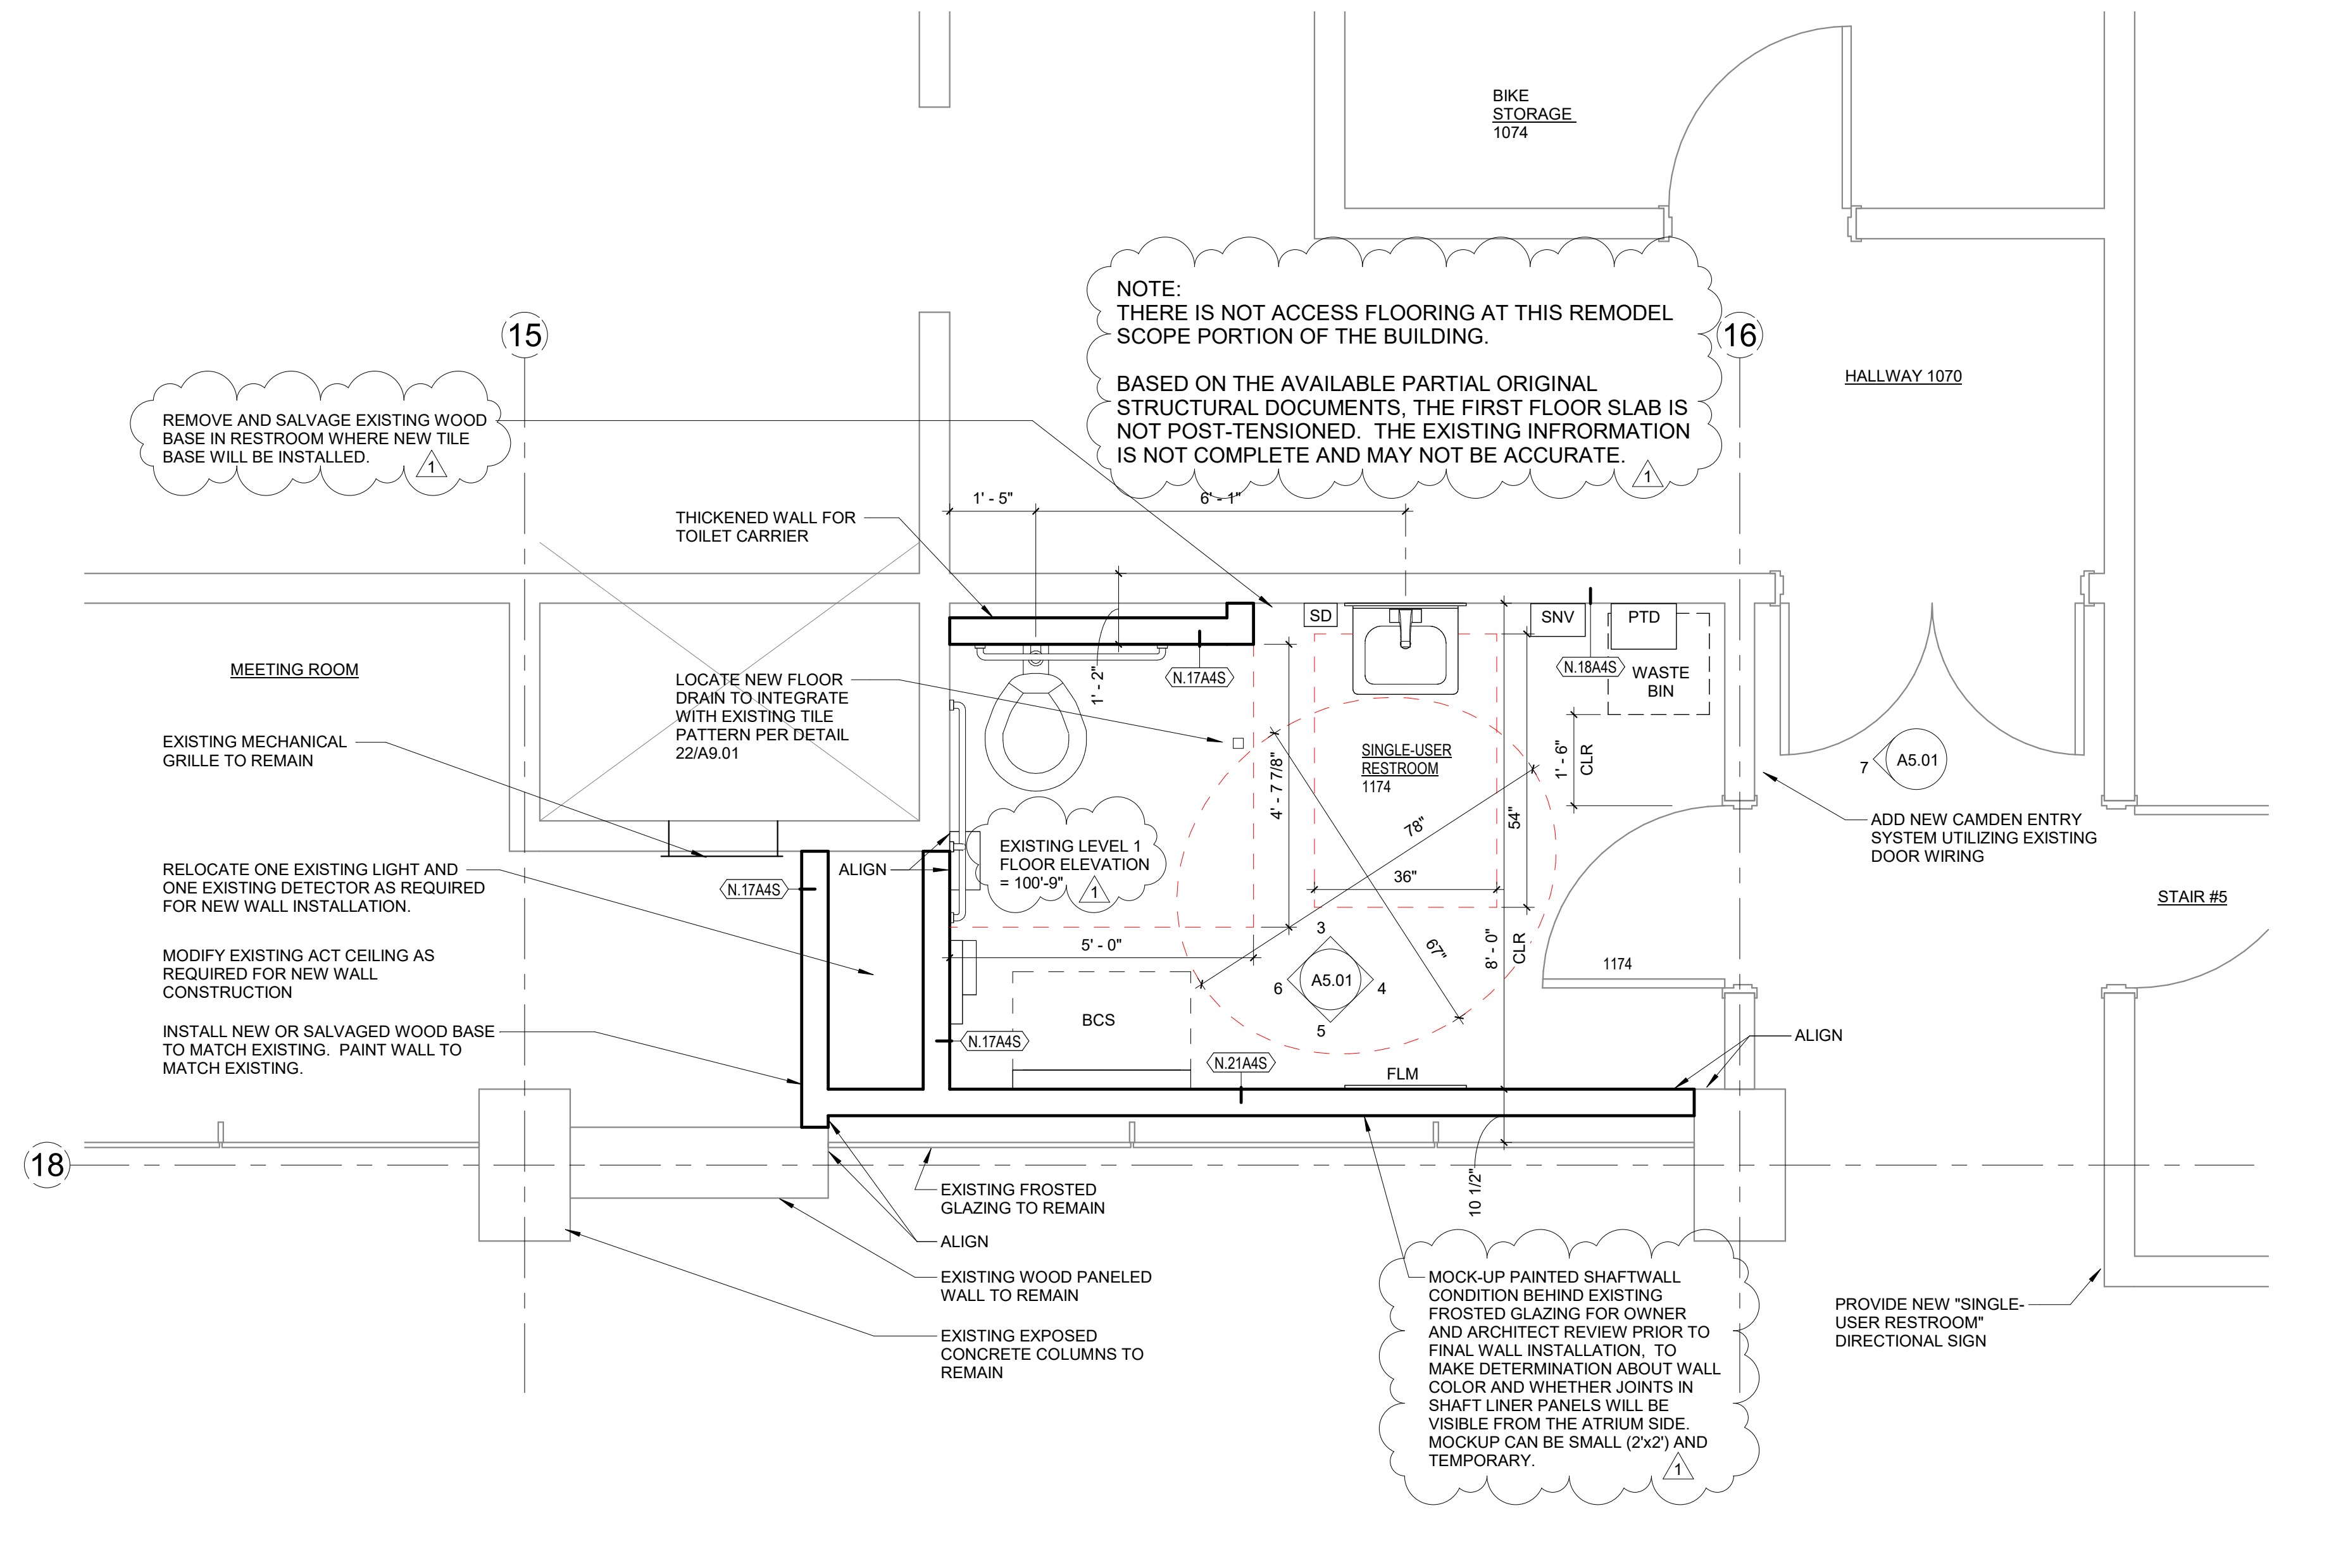 BIKE
STORAGE
1074
NOTE:
THERE IS NOT ACCESS FLOORING AT THIS REMODEL
SCOPE PORTION OF THE BUILDING.
BASED ON THE AVAILABLE PARTIAL ORIGINAL
STRUCTURAL DOCUMENTS, THE FIRST FLOOR SLAB IS
NOT POST-TENSIONED.  THE EXISTING INFRORMATION
IS NOT COMPLETE AND MAY NOT BE ACCURATE.
1
15
16
HALLWAY 1070
REMOVE AND SALVAGE EXISTING WOOD
BASE IN RESTROOM WHERE NEW TILE
BASE WILL BE INSTALLED.
1
1' - 5"
6' - 1"
THICKENED WALL FOR
TOILET CARRIER
SD
SNV
PTD
WASTE
BIN
N.17A4S
N.18A4S
1' - 2"
MEETING ROOM
LOCATE NEW FLOOR
DRAIN TO INTEGRATE
WITH EXISTING TILE
PATTERN PER DETAIL
22/A9.01
EXISTING MECHANICAL
GRILLE TO REMAIN
4' - 7 7/8"
SINGLE-USER
RESTROOM
1174
1' - 6"
CLR
7
A5.01
78"
54"
ADD NEW CAMDEN ENTRY
SYSTEM UTILIZING EXISTING
DOOR WIRING
EXISTING LEVEL 1
FLOOR ELEVATION
= 100'-9"
1
ALIGN
RELOCATE ONE EXISTING LIGHT AND
ONE EXISTING DETECTOR AS REQUIRED
FOR NEW WALL INSTALLATION.
N.17A4S
36"
STAIR #5
5' - 0"
67"
8' - 0"
CLR
3
6
A5.01
4
5
1174
MODIFY EXISTING ACT CEILING AS
REQUIRED FOR NEW WALL
CONSTRUCTION
BCS
INSTALL NEW OR SALVAGED WOOD BASE
TO MATCH EXISTING.  PAINT WALL TO
MATCH EXISTING.
N.17A4S
N.21A4S
FLM
ALIGN
18
10 1/2"
EXISTING FROSTED
GLAZING TO REMAIN
ALIGN
EXISTING WOOD PANELED
WALL TO REMAIN
EXISTING EXPOSED
CONCRETE COLUMNS TO
REMAIN
MOCK-UP PAINTED SHAFTWALL
CONDITION BEHIND EXISTING
FROSTED GLAZING FOR OWNER
AND ARCHITECT REVIEW PRIOR TO
FINAL WALL INSTALLATION,  TO
MAKE DETERMINATION ABOUT WALL
COLOR AND WHETHER JOINTS IN
SHAFT LINER PANELS WILL BE
VISIBLE FROM THE ATRIUM SIDE.
MOCKUP CAN BE SMALL (2'x2') AND
TEMPORARY.
1
PROVIDE NEW "SINGLE-
USER RESTROOM"
DIRECTIONAL SIGN